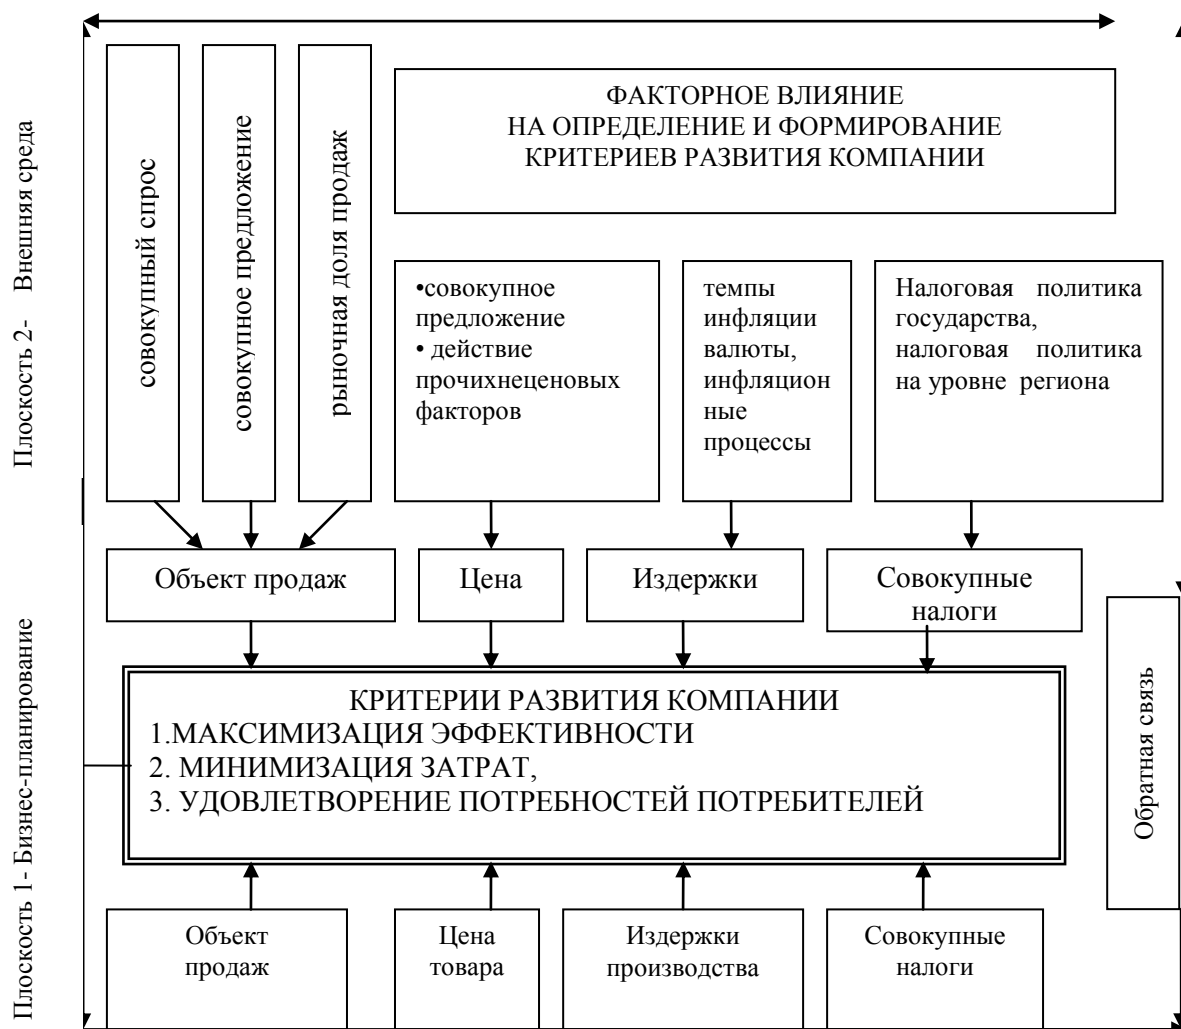 Плоскость 2- Внешняя среда
совокупный спрос
совокупное предложение
рыночная доля продаж
ФАКТОРНОЕ ВЛИЯНИЕ
НА ОПРЕДЕЛЕНИЕ И ФОРМИРОВАНИЕ
КРИТЕРИЕВ РАЗВИТИЯ КОМПАНИИ
•совокупное
предложение
• действие
прочихнеценовых
факторов
темпы
инфляции
валюты,
инфляцион
ные
процессы
Налоговая политика
государства,
налоговая политика
на уровне региона
Объект продаж
Цена
Издержки
Совокупные
налоги
Плоскость 1- Бизнес-планирование
КРИТЕРИИ РАЗВИТИЯ КОМПАНИИ
1.МАКСИМИЗАЦИЯ ЭФФЕКТИВНОСТИ
2. МИНИМИЗАЦИЯ ЗАТРАТ,
3. УДОВЛЕТВОРЕНИЕ ПОТРЕБНОСТЕЙ ПОТРЕБИТЕЛЕЙ
Обратная связь
Объект
продаж
Цена
товара
Издержки
производства
Совокупные
налоги